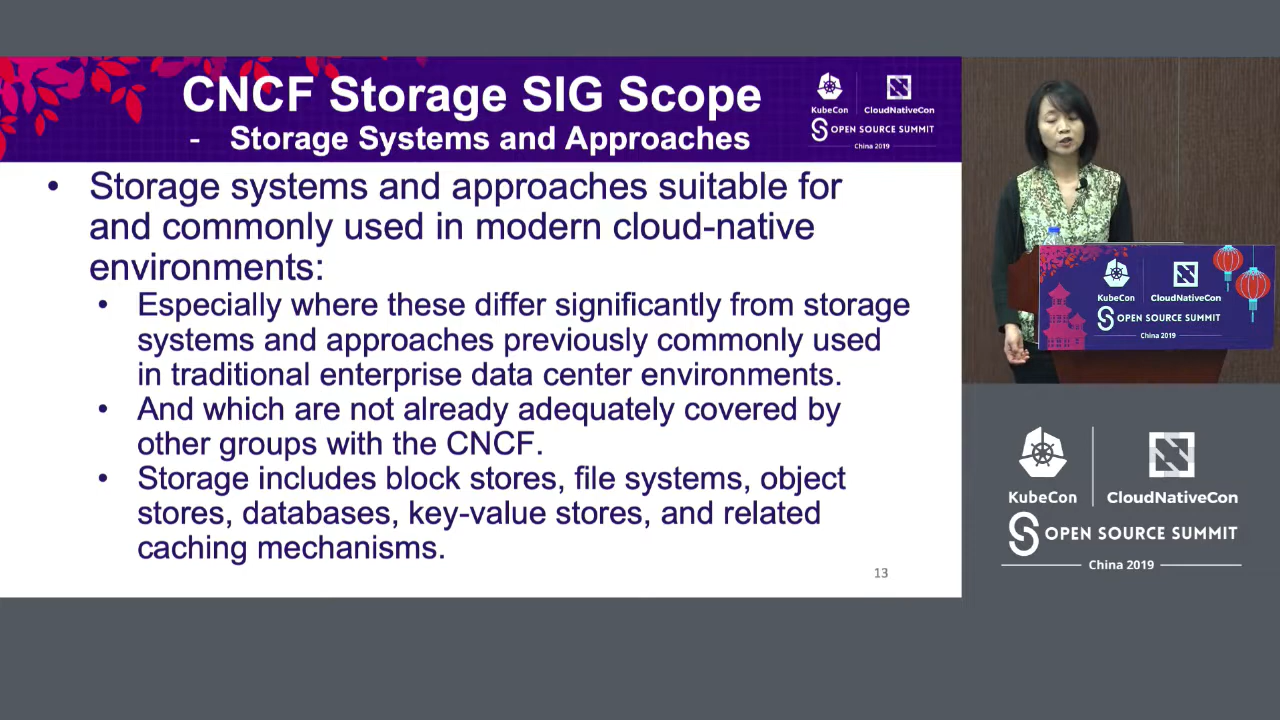 CNCF Storage SIG Scope
- Storage Systems and Approaches
KubeCon
CloudNativeCon
OPEN SOURCE SUMMIT
China 2019
• Storage systems and approaches suitable for
and commonly used in modern cloud-native
environments:
• Especially where these differ significantly from storage
systems and approaches previously commonly used
in traditional enterprise data center environments.
• And which are not already adequately covered by
other groups with the CNCF.
• Storage includes block stores, file systems, object
stores, databases, key-value stores, and related
caching mechanisms.
13
KubeCon
CloudNativeCon
OPEN SOURCE SUMMIT
China 2019
KubeCon
CloudNativeCon
OPEN SOURCE SUMMIT
China 2019